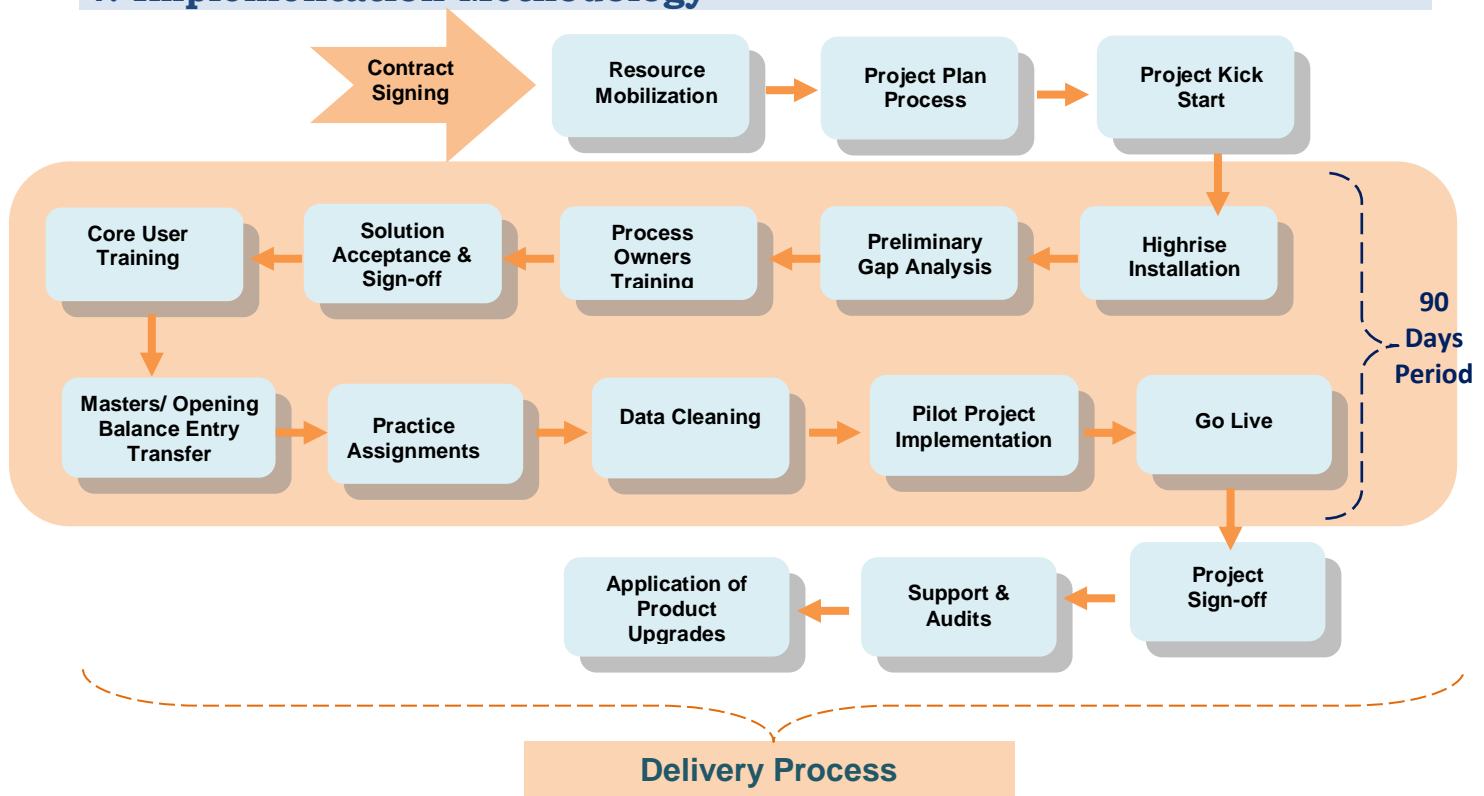 Implementation Methodology
Contract
Signing
Resource
Mobilization
Project Plan
Process
Project Kick
Start
Highrise
Installation
Preliminary
Gap Analysis
Process
Owners
Training
Solution
Acceptance &
Sign-off
Core User
Training
90
Days
Period
Masters/ Opening
Balance Entry
Transfer
Practice
Assignments
Data Cleaning
Pilot Project
Implementation
Go Live
Project
Sign-off
Support &
Audits
Application of
Product
Upgrades
Delivery Process